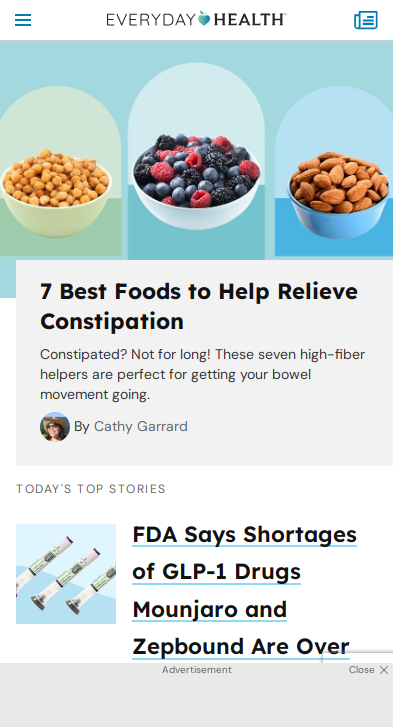 EVERYDAY HEALTH
7 Best Foods to Help Relieve
Constipation
Constipated? Not for long! These seven high-fiber
helpers are perfect for getting your bowel
movement going.
By Cathy Garrard
TODAY'S TOP STORIES
FDA Says Shortages
of GLP-1 Drugs
Mounjaro and
Zepbound Are Over
Advertisement
Close